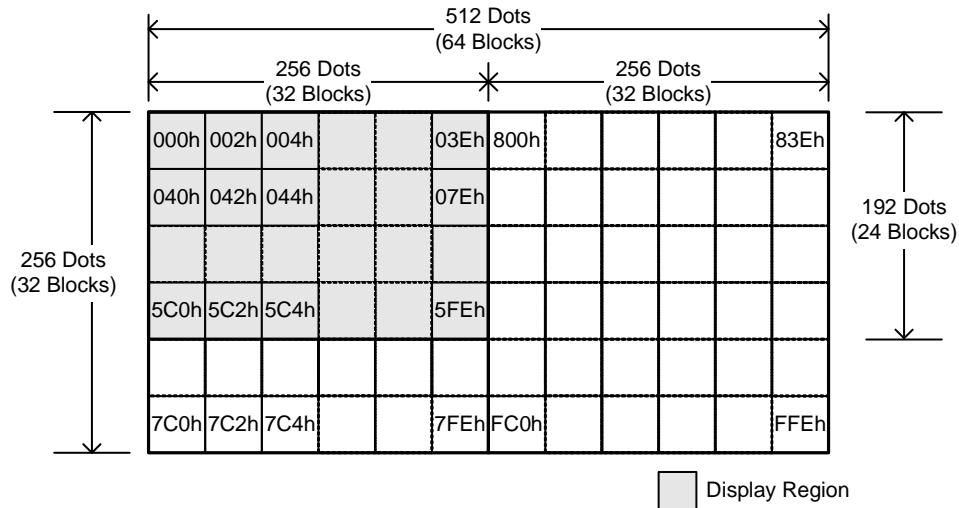 512 Dots
(64 Blocks)
256 Dots
(32 Blocks)
256 Dots
(32 Blocks)
000h 002h 004h 03Eh 800h 83Eh
040h 042h 044h 07Eh
192 Dots
(24 Blocks)
256 Dots
(32 Blocks)
5C0h 5C2h 5C4h 5FEh
7C0h 7C2h 7C4h 7FEh FC0h FFEh
Display Region